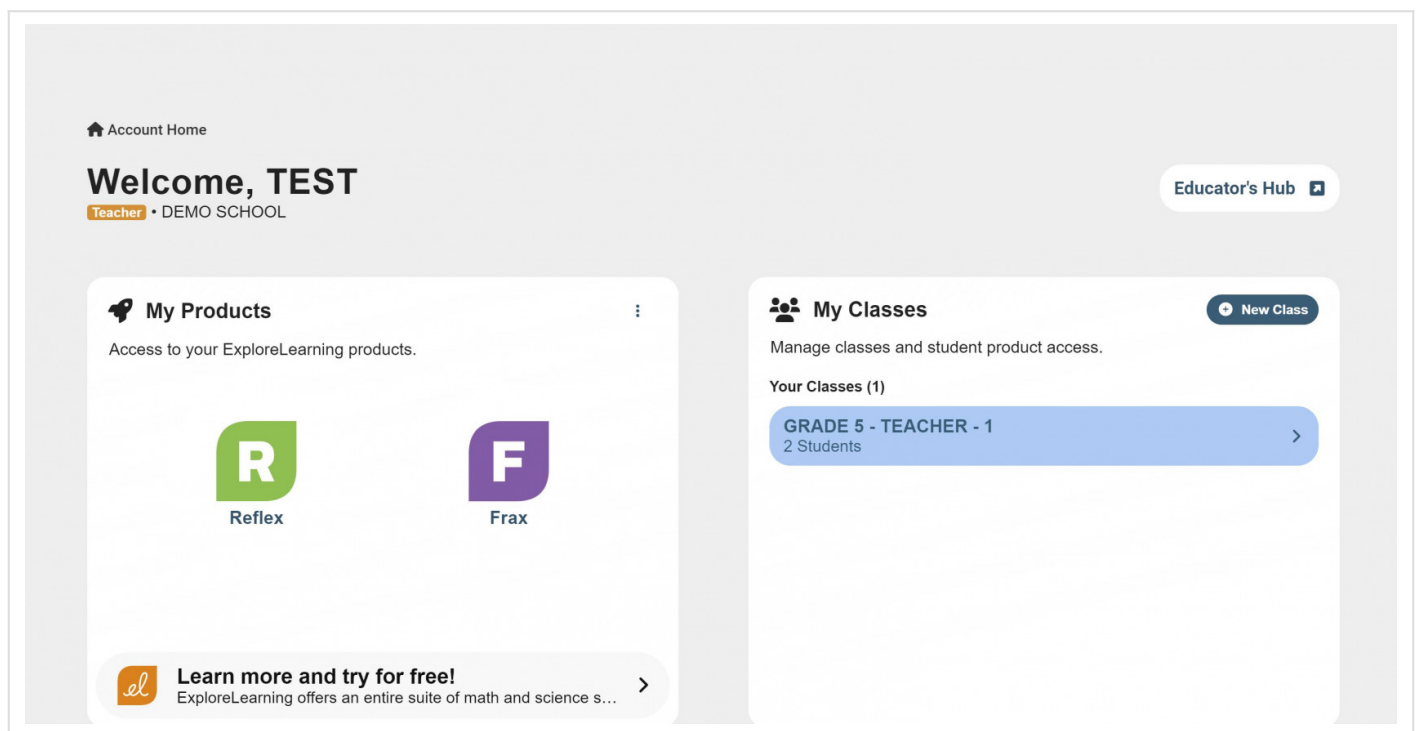 Account Home
Welcome, TEST
Teacher • DEMO SCHOOL
Educator's Hub
My Products
Access to your ExploreLearning products.
R
Reflex
F
Frax
el
Learn more and try for free!
ExploreLearning offers an entire suite of math and science s...
My Classes
New Class
Manage classes and student product access.
Your Classes (1)
GRADE 5 - TEACHER - 1
2 Students